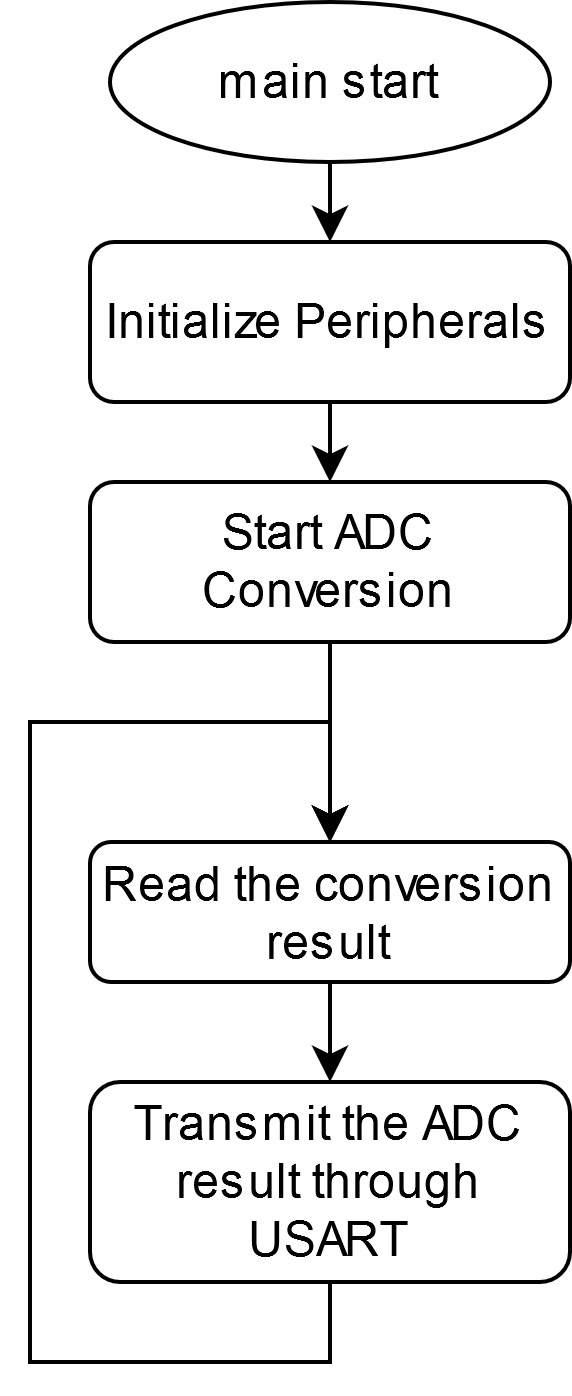 main start
Initialize Peripherals
Start ADC
Conversion
Read the conversion
result
Transmit the ADC
result through
USART